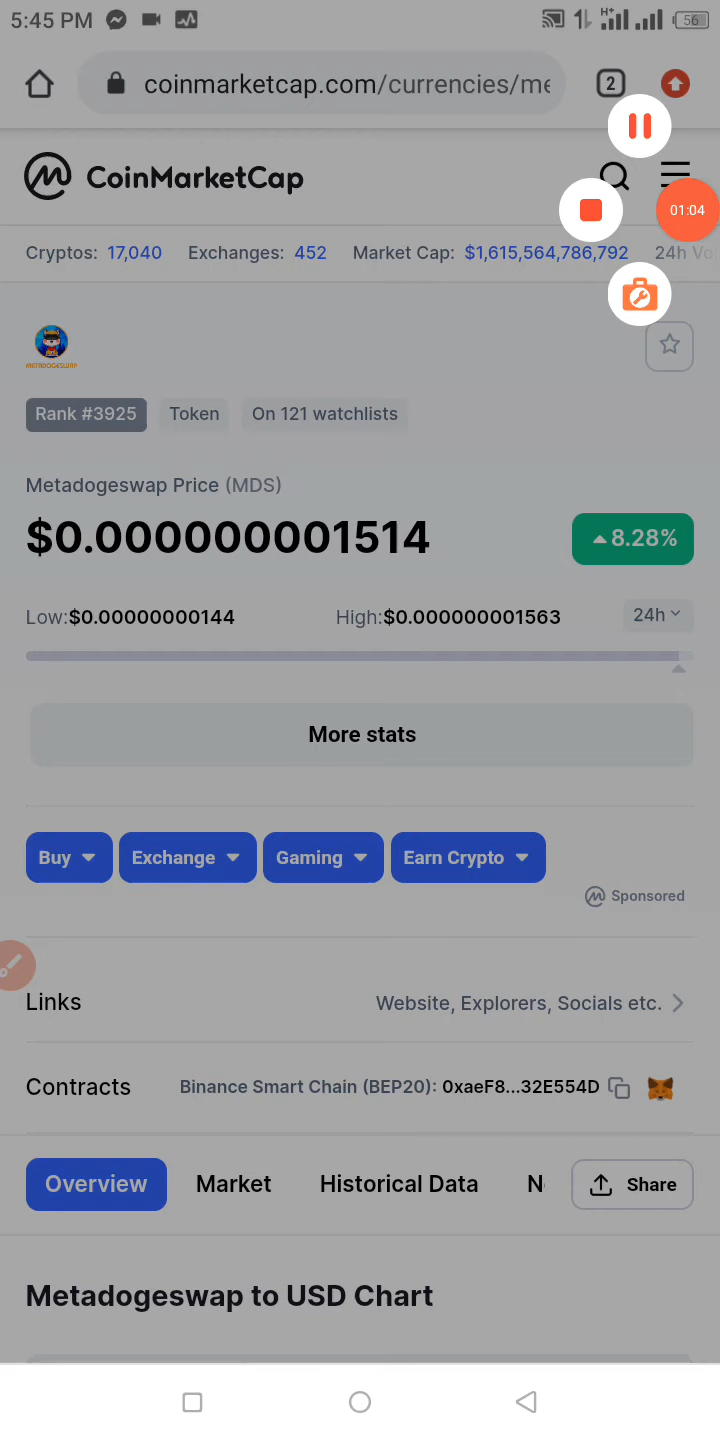 5:45 PM H+ 56
coinmarketcap.com/currencies/me 2
CoinMarketCap
01:04
Cryptos: 17,040 Exchanges: 452 Market Cap: $1,615,564,786,792 24h Vo
METADOGESWAP
Rank #3925 Token On 121 watchlists
Metadogeswap Price (MDS)
$0.000000001514 8.28%
Low:$0.00000000144 High:$0.000000001563 24h
More stats
Buy Exchange Gaming Earn Crypto
Sponsored
Links Website, Explorers, Socials etc.
Contracts Binance Smart Chain (BEP20): 0xaeF8...32E554D
Overview Market Historical Data N Share
Metadogeswap to USD Chart